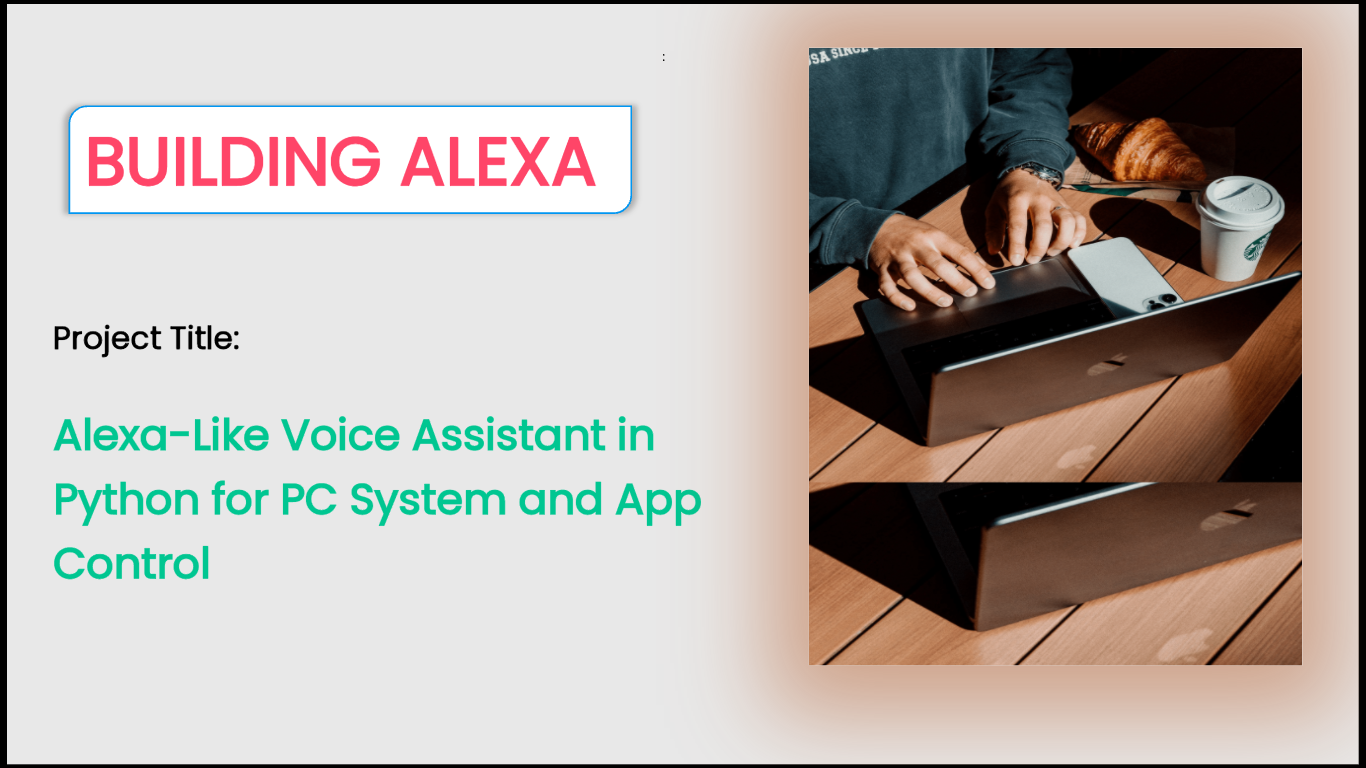 :
BUILDING ALEXA
Project Title:
Alexa-Like Voice Assistant in
Python for PC System and App
Control